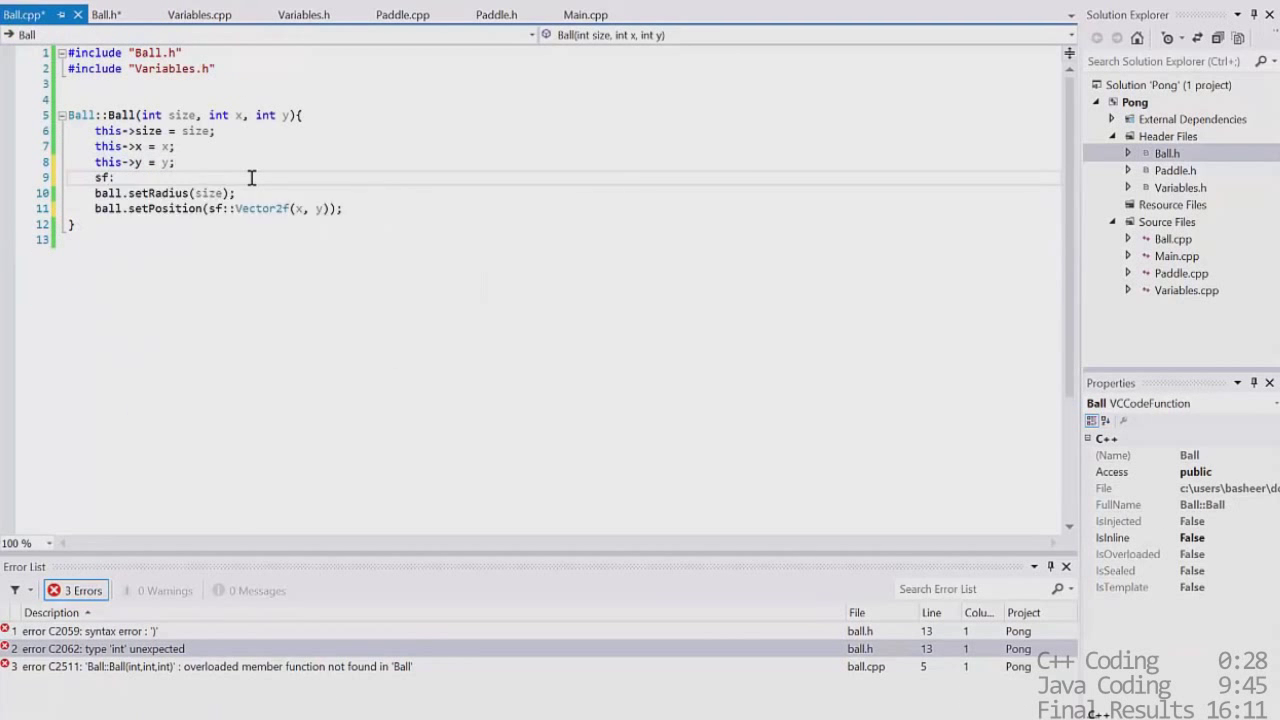 Ball.cpp*
Ball.h*
Variables.cpp
Variables.h
Paddle.cpp
Paddle.h
Main.cpp
Ball
Ball(int size, int x, int y)
1 #include "Ball.h"
2 #include "Variables.h"
3
4
5 Ball::Ball(int size, int x, int y){
6 this->size = size;
7 this->x = x;
8 this->y = y;
9 sf:
10 ball.setRadius(size);
11 ball.setPosition(sf::Vector2f(x, y));
12 }
13
100 %
Solution Explorer
Search Solution Explorer (Ctrl+;)
Solution 'Pong' (1 project)
Pong
External Dependencies
Header Files
Ball.h
Paddle.h
Variables.h
Resource Files
Source Files
Ball.cpp
Main.cpp
Paddle.cpp
Variables.cpp
Properties
Ball VCCodeFunction
C++
(Name) Ball
Access public
File c:\users\basheer\do
FullName Ball::Ball
IsInjected False
IsInline False
IsOverloaded False
IsSealed False
IsTemplate False
Error List
3 Errors
0 Warnings
0 Messages
Search Error List
Description File Line Colu... Project
1 error C2059: syntax error : ')' ball.h 13 1 Pong
2 error C2062: type 'int' unexpected ball.h 13 1 Pong
3 error C2511: 'Ball::Ball(int,int,int)' : overloaded member function not found in 'Ball' ball.cpp 5 1 Pong
C++ Coding 0:28
Java Coding 9:45
Final Results 16:11
C++